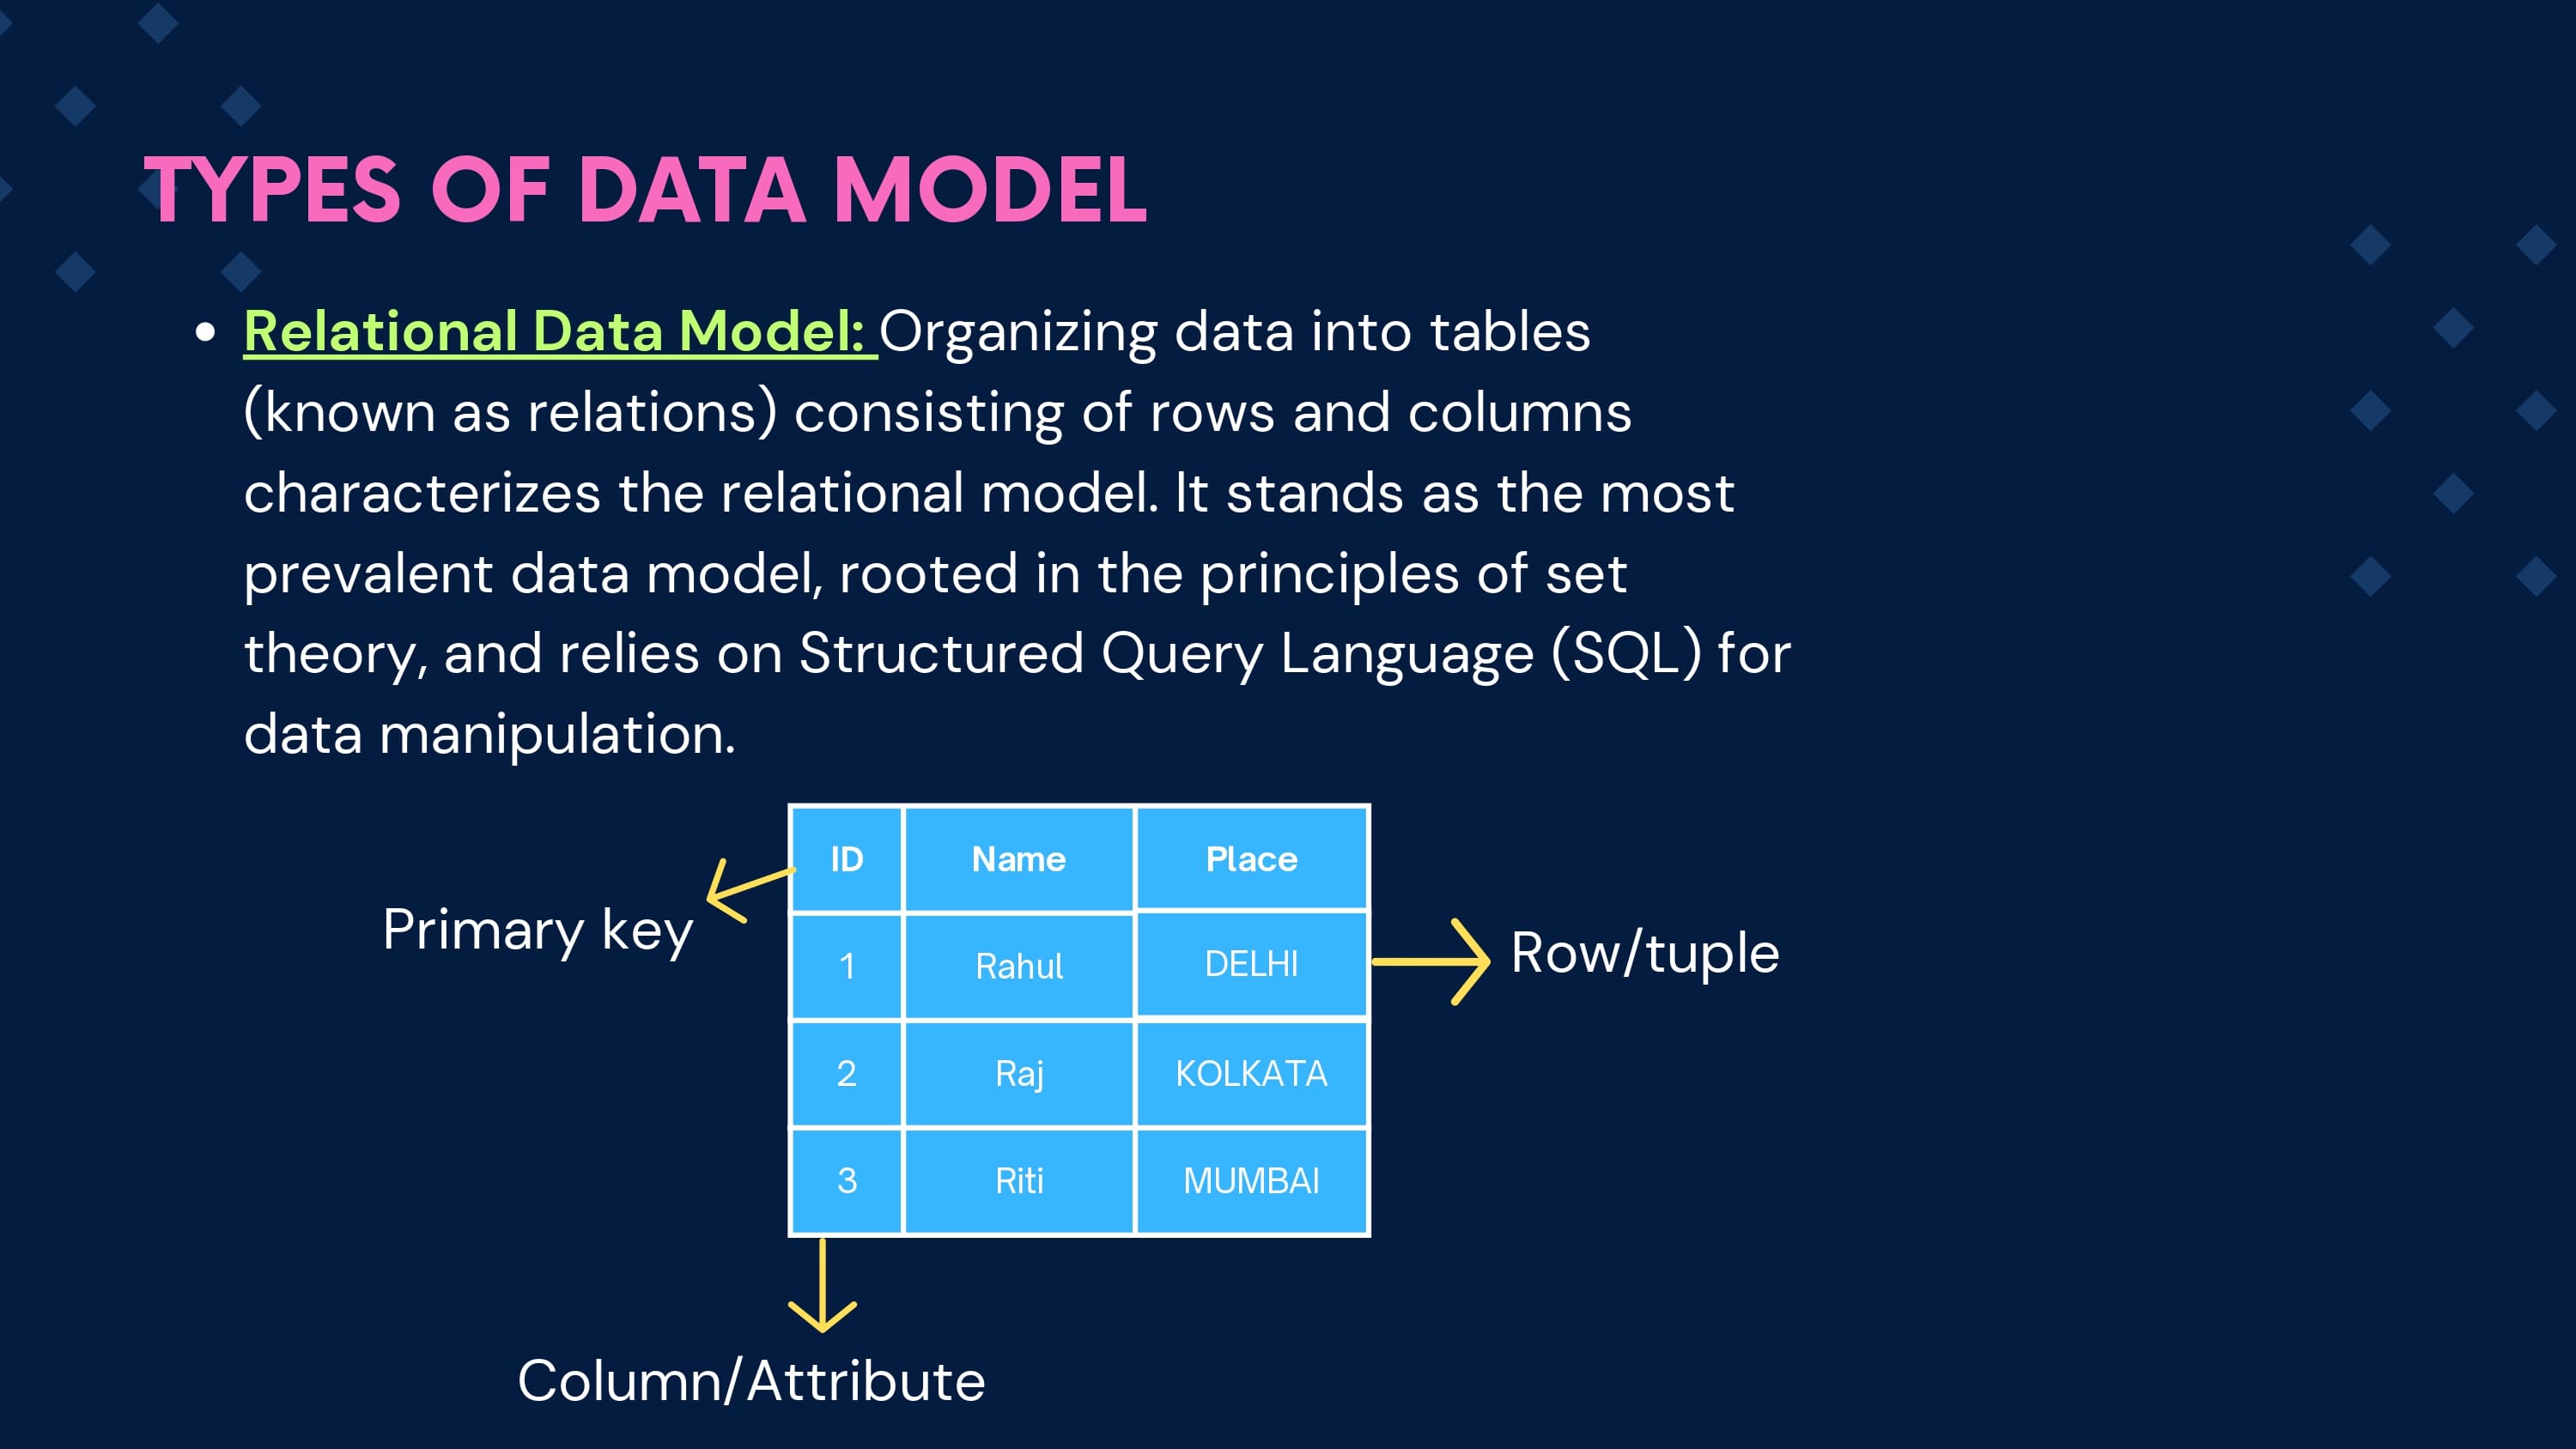 TYPES OF DATA MODEL
• Relational Data Model: Organizing data into tables
(known as relations) consisting of rows and columns
characterizes the relational model. It stands as the most
prevalent data model, rooted in the principles of set
theory, and relies on Structured Query Language (SQL) for
data manipulation.
ID Name Place
Primary key
1 Rahul DELHI
Row/tuple
2 Raj KOLKATA
3 Riti MUMBAI
Column/Attribute